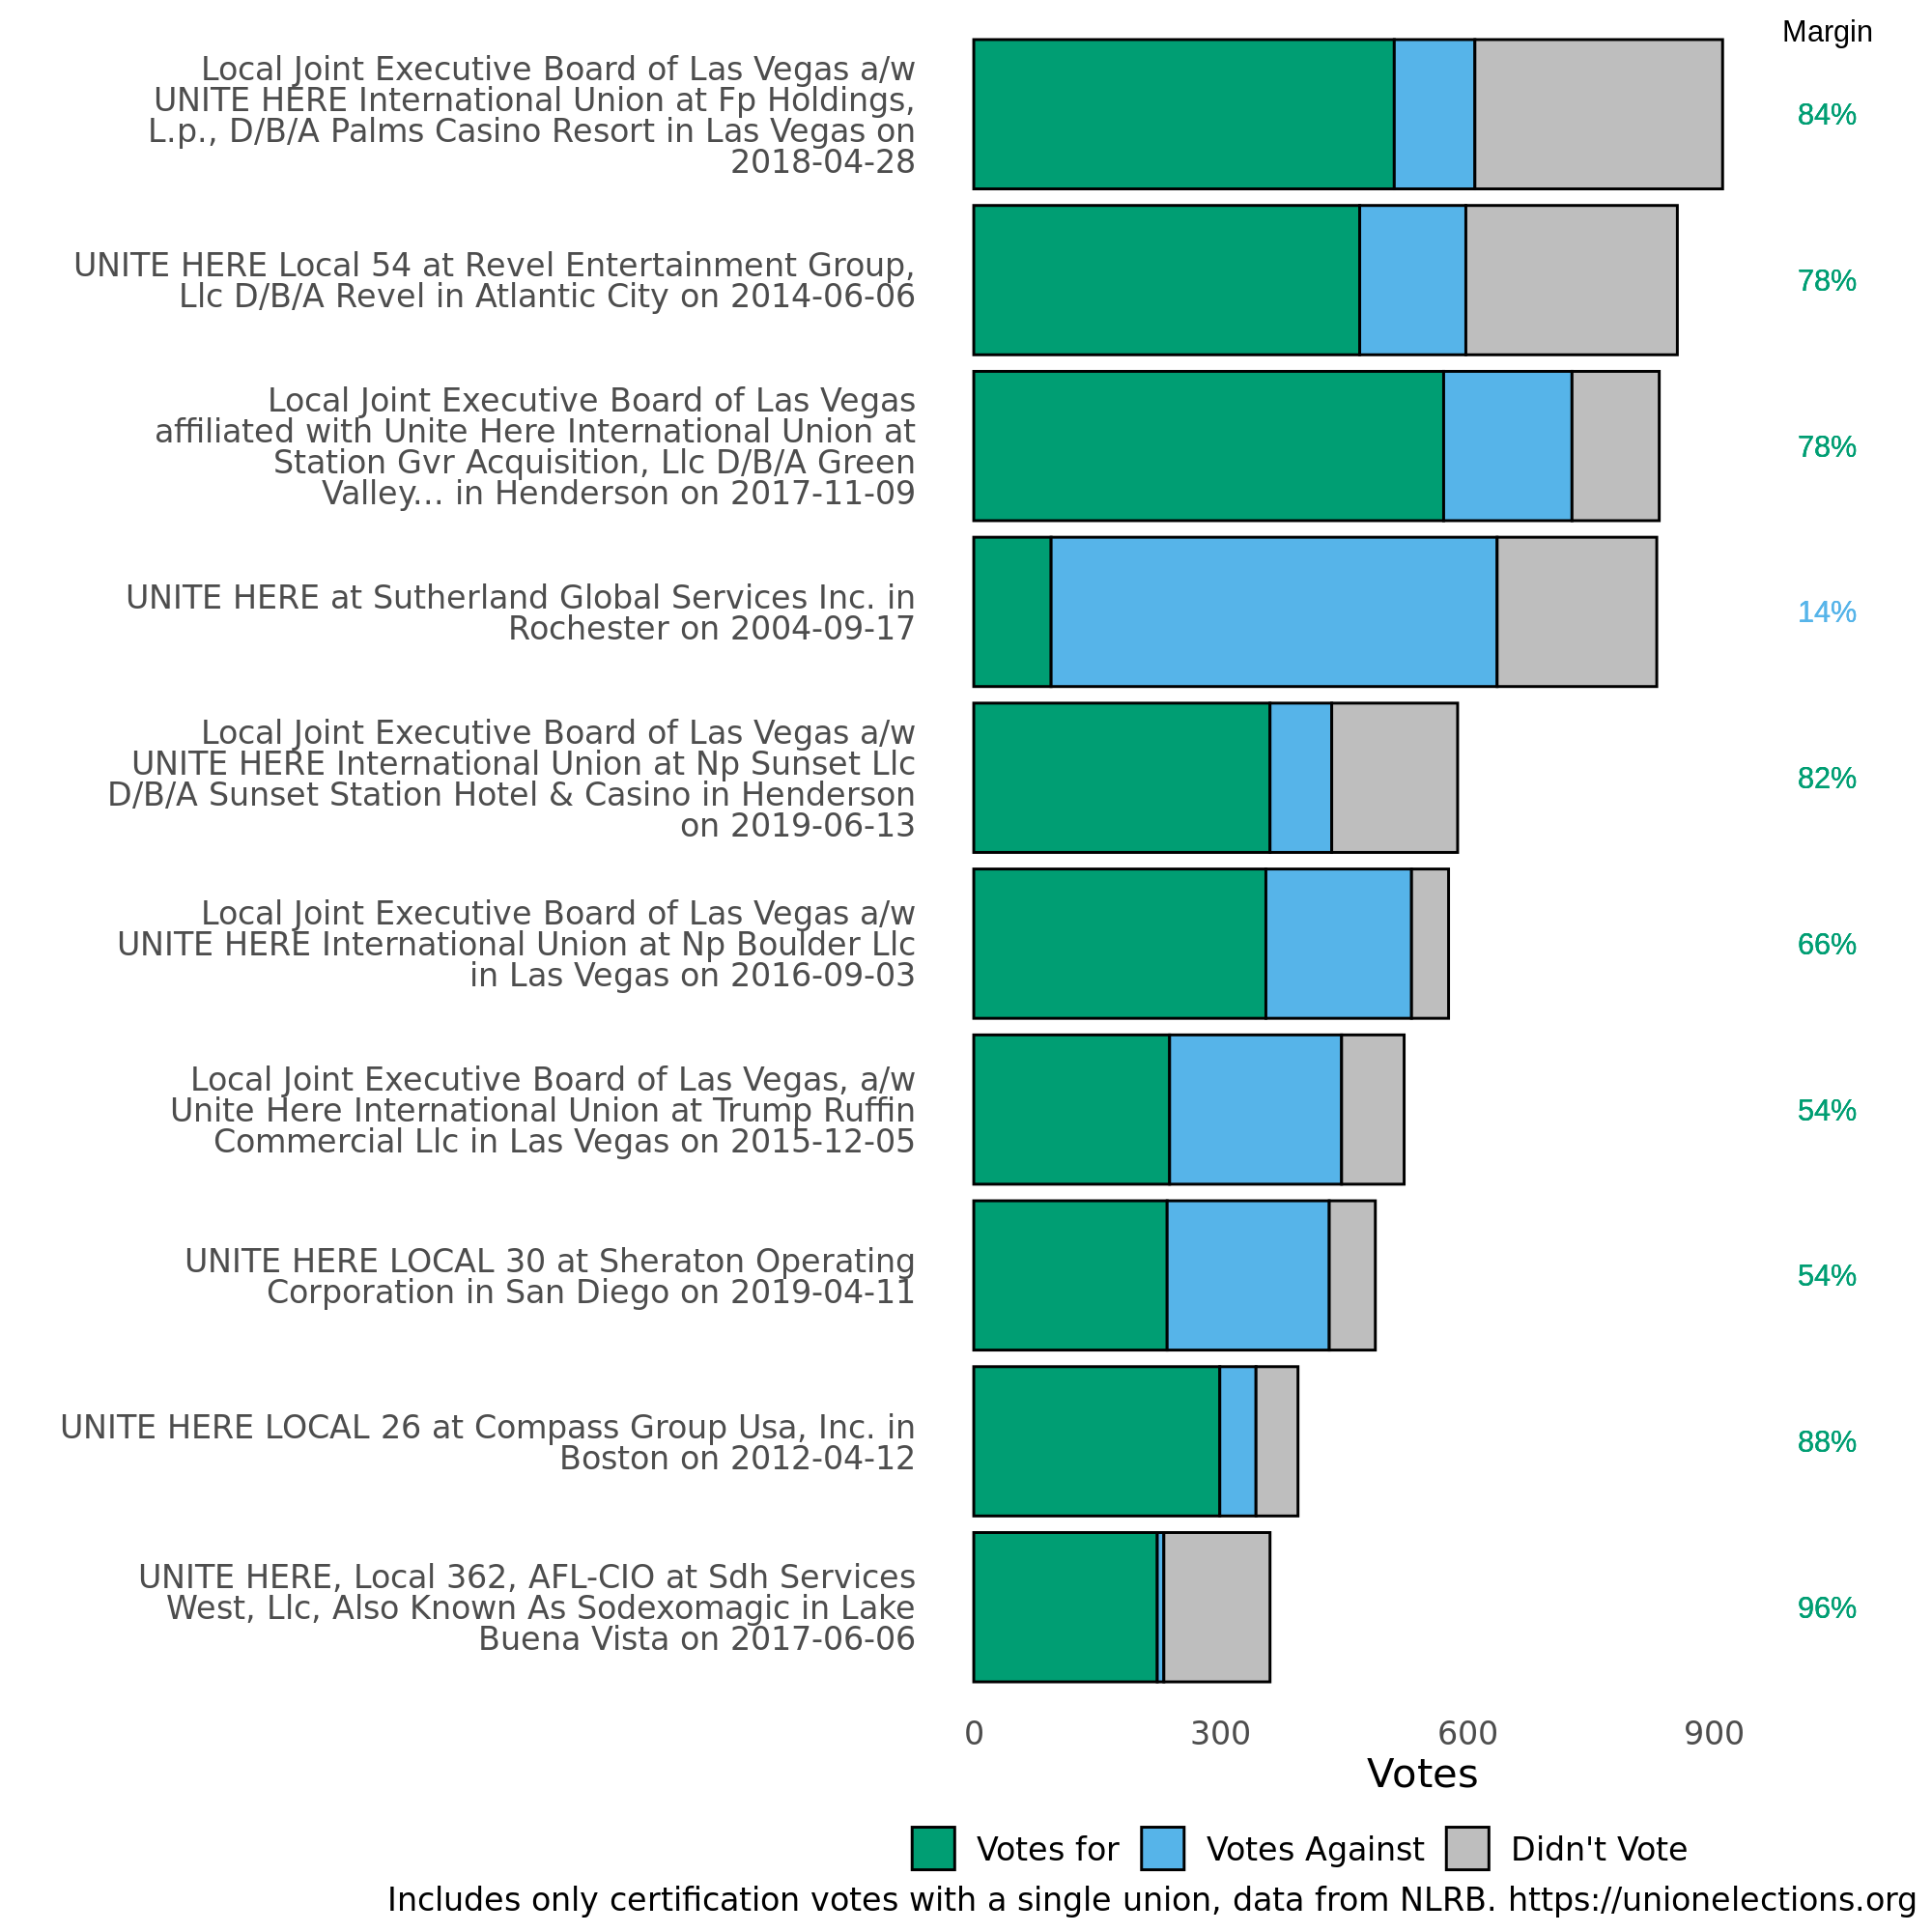 Margin
Local Joint Executive Board of Las Vegas a/w
UNITE HERE International Union at Fp Holdings,
L.p., D/B/A Palms Casino Resort in Las Vegas on
2018-04-28
84%
UNITE HERE Local 54 at Revel Entertainment Group,
Llc D/B/A Revel in Atlantic City on 2014-06-06
78%
Local Joint Executive Board of Las Vegas
affiliated with Unite Here International Union at
Station Gvr Acquisition, Llc D/B/A Green
Valley... in Henderson on 2017-11-09
78%
UNITE HERE at Sutherland Global Services Inc. in
Rochester on 2004-09-17
14%
Local Joint Executive Board of Las Vegas a/w
UNITE HERE International Union at Np Sunset Llc
D/B/A Sunset Station Hotel & Casino in Henderson
on 2019-06-13
82%
Local Joint Executive Board of Las Vegas a/w
UNITE HERE International Union at Np Boulder Llc
in Las Vegas on 2016-09-03
66%
Local Joint Executive Board of Las Vegas, a/w
Unite Here International Union at Trump Ruffin
Commercial Llc in Las Vegas on 2015-12-05
54%
UNITE HERE LOCAL 30 at Sheraton Operating
Corporation in San Diego on 2019-04-11
54%
UNITE HERE LOCAL 26 at Compass Group Usa, Inc. in
Boston on 2012-04-12
88%
UNITE HERE, Local 362, AFL-CIO at Sdh Services
West, Llc, Also Known As Sodexomagic in Lake
Buena Vista on 2017-06-06
96%
0 300 600 900
Votes
Votes for Votes Against Didn't Vote
Includes only certification votes with a single union, data from NLRB. https://unionelections.org